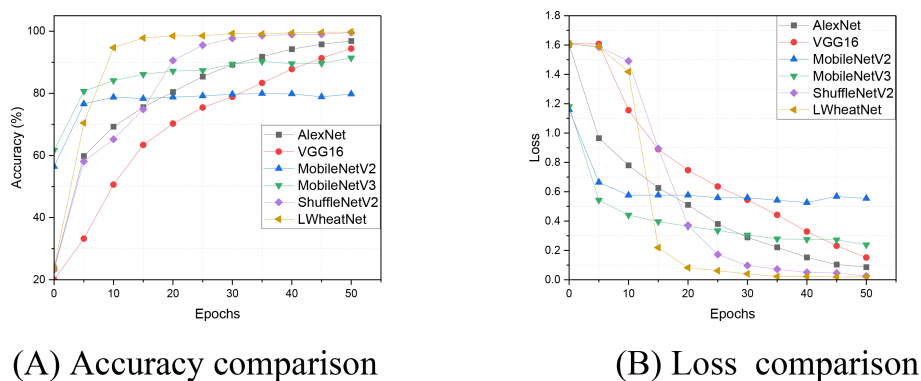 100
80
60
40
20
0
10
20
30
40
50
Accuracy (%)
Epochs
AlexNet
VGG16
MobileNetV2
MobileNetV3
ShuffleNetV2
LWheatNet
1.8
1.6
1.4
1.2
1.0
0.8
0.6
0.4
0.2
0.0
0
10
20
30
40
50
Loss
Epochs
AlexNet
VGG16
MobileNetV2
MobileNetV3
ShuffleNetV2
LWheatNet
(A) Accuracy comparison
(B) Loss comparison